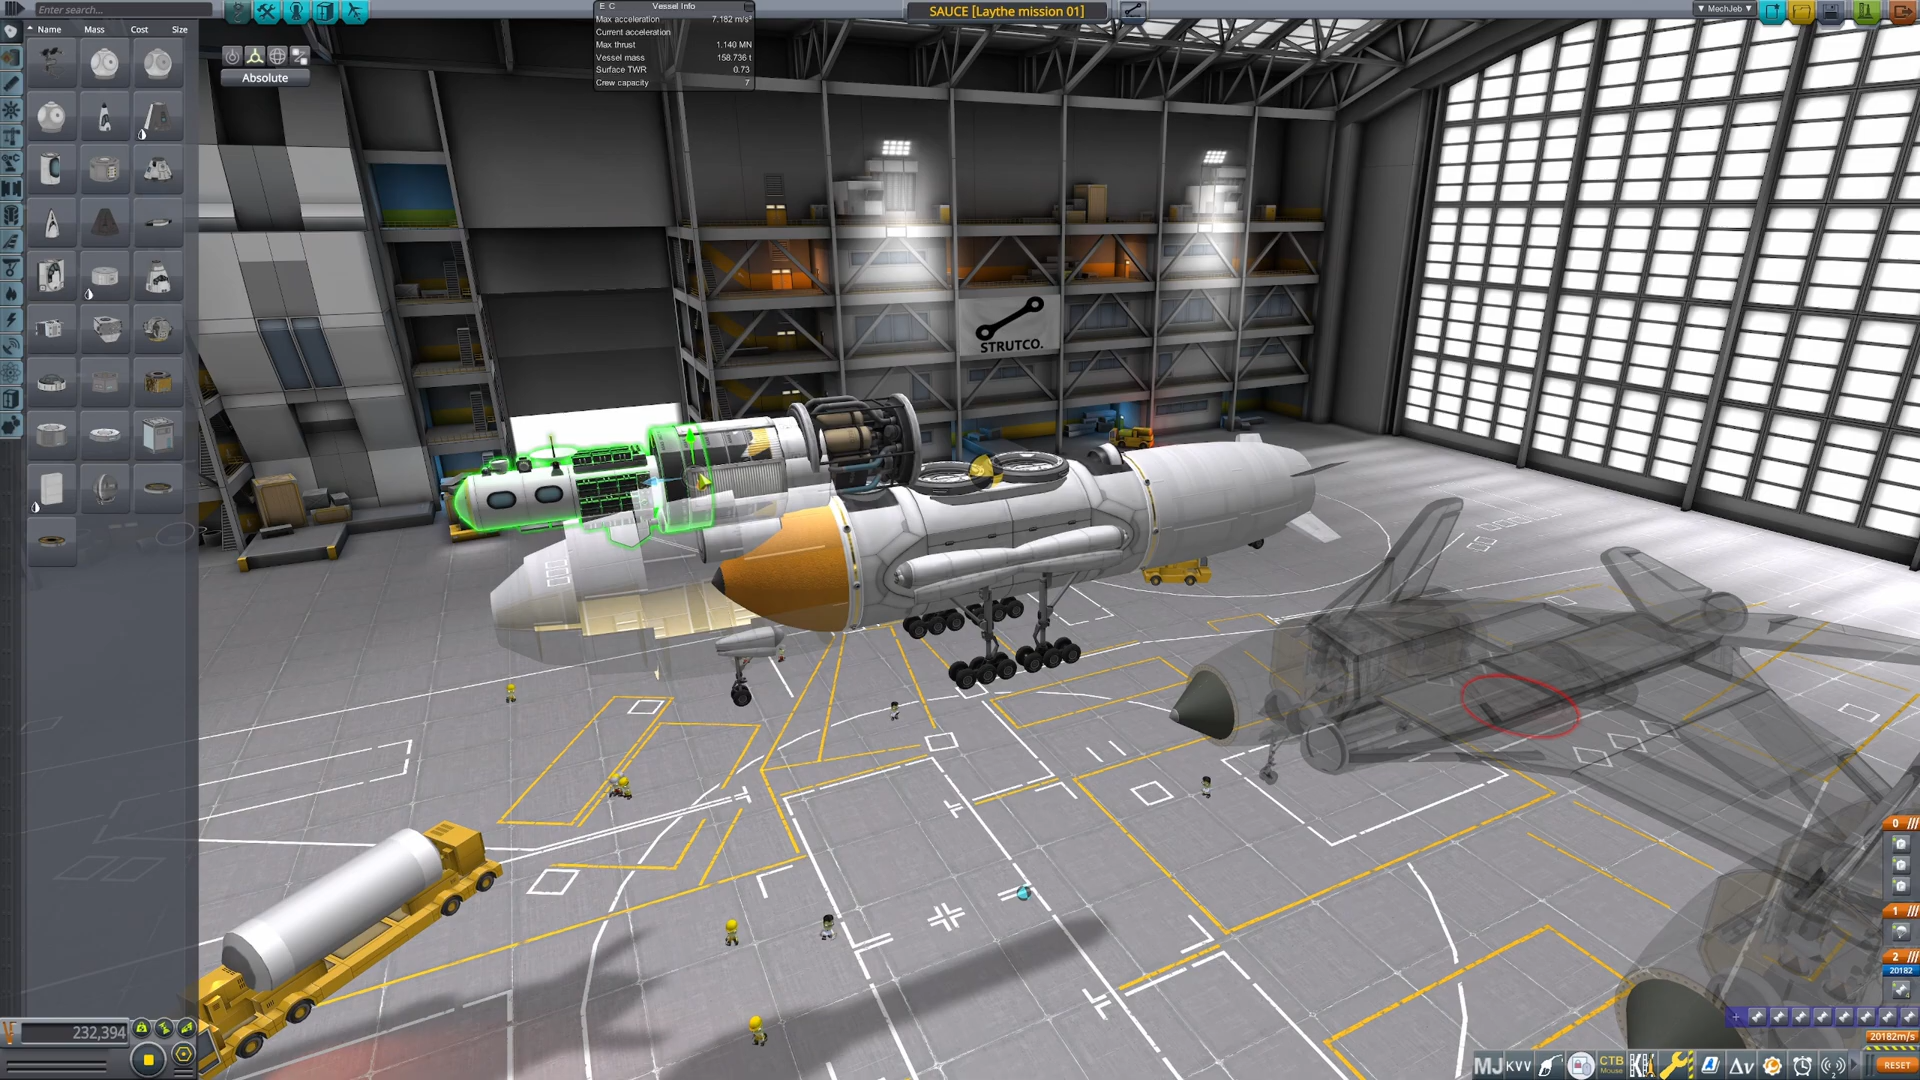 Enter search...
Name Mass Cost Size
Absolute
E C Vessel Info
Max acceleration 7.182 m/s²
Current acceleration
Max thrust 1.140 MN
Vessel mass 158.736 t
Surface TWR 0.73
Crew capacity 7
SAUCE [Laythe mission 01]
▼ MechJeb ▼
STRUTCO.
0
1
2
20182
232,394
20182m/s
MJ KVV CTB Mouse Δv RESET